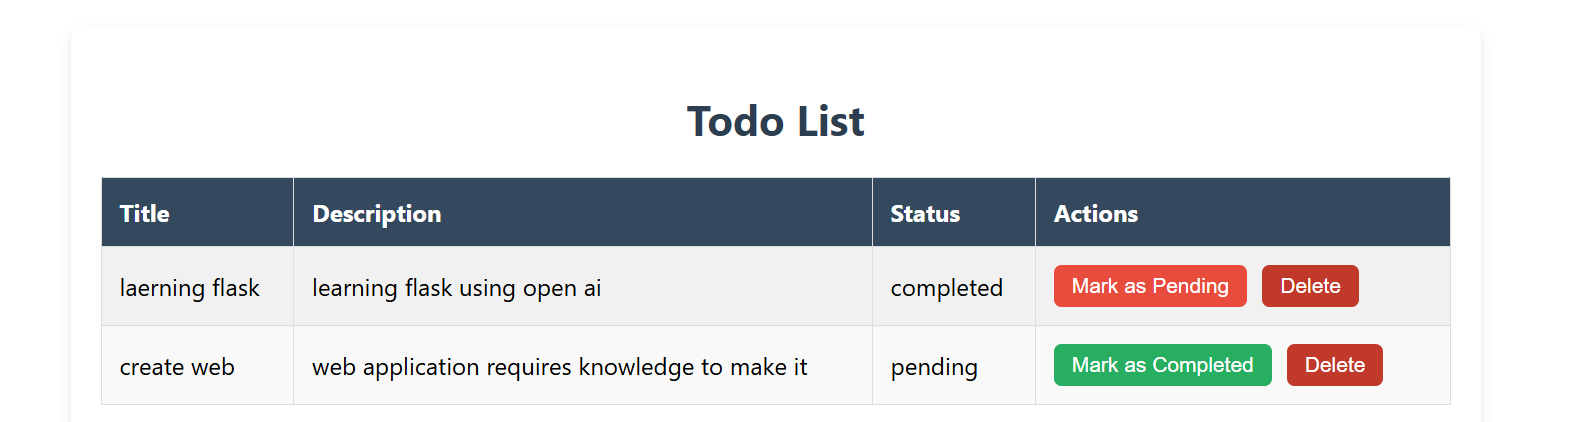 Todo List
Title Description Status Actions
laerning flask learning flask using open ai completed Mark as Pending Delete
create web web application requires knowledge to make it pending Mark as Completed Delete